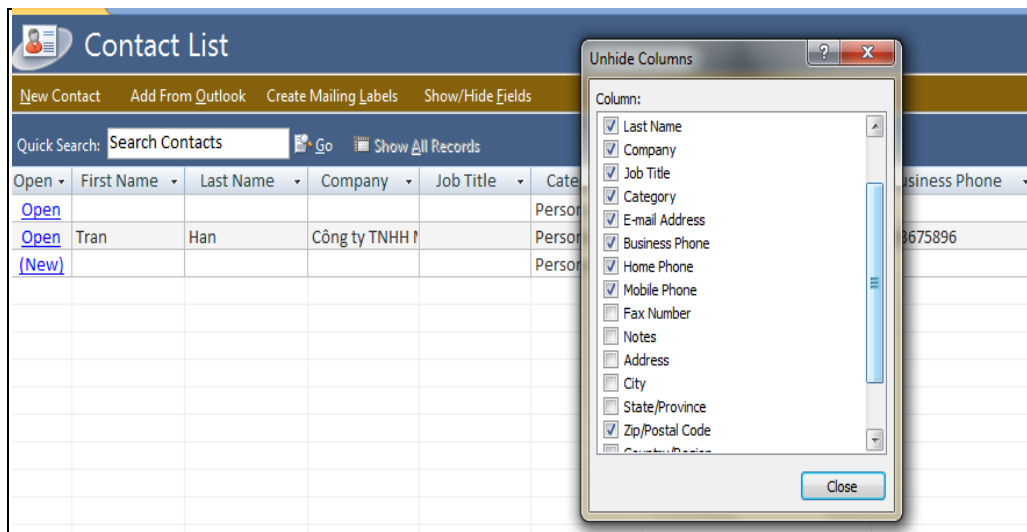 Contact List
New Contact Add From Outlook Create Mailing Labels Show/Hide Fields
Quick Search: Search Contacts Go Show All Records
Open First Name Last Name Company Job Title
Open Person
Open Tran Han Công ty TNHH 3675896
(New) Person
Unhide Columns
Column:
Last Name
Company
Job Title
Category
E-mail Address
Business Phone
Home Phone
Mobile Phone
Fax Number
Notes
Address
City
State/Province
Zip/Postal Code
Close